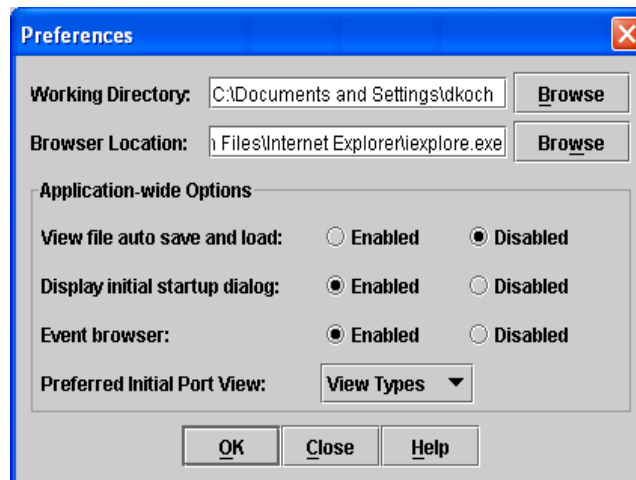 Preferences
Working Directory: C:\Documents and Settings\dkoch Browse
Browser Location: Files\Internet Explorer\iexplore.exe Browse
Application-wide Options
View file auto save and load: Enabled Disabled
Display initial startup dialog: Enabled Disabled
Event browser: Enabled Disabled
Preferred Initial Port View: View Types
OK Close Help